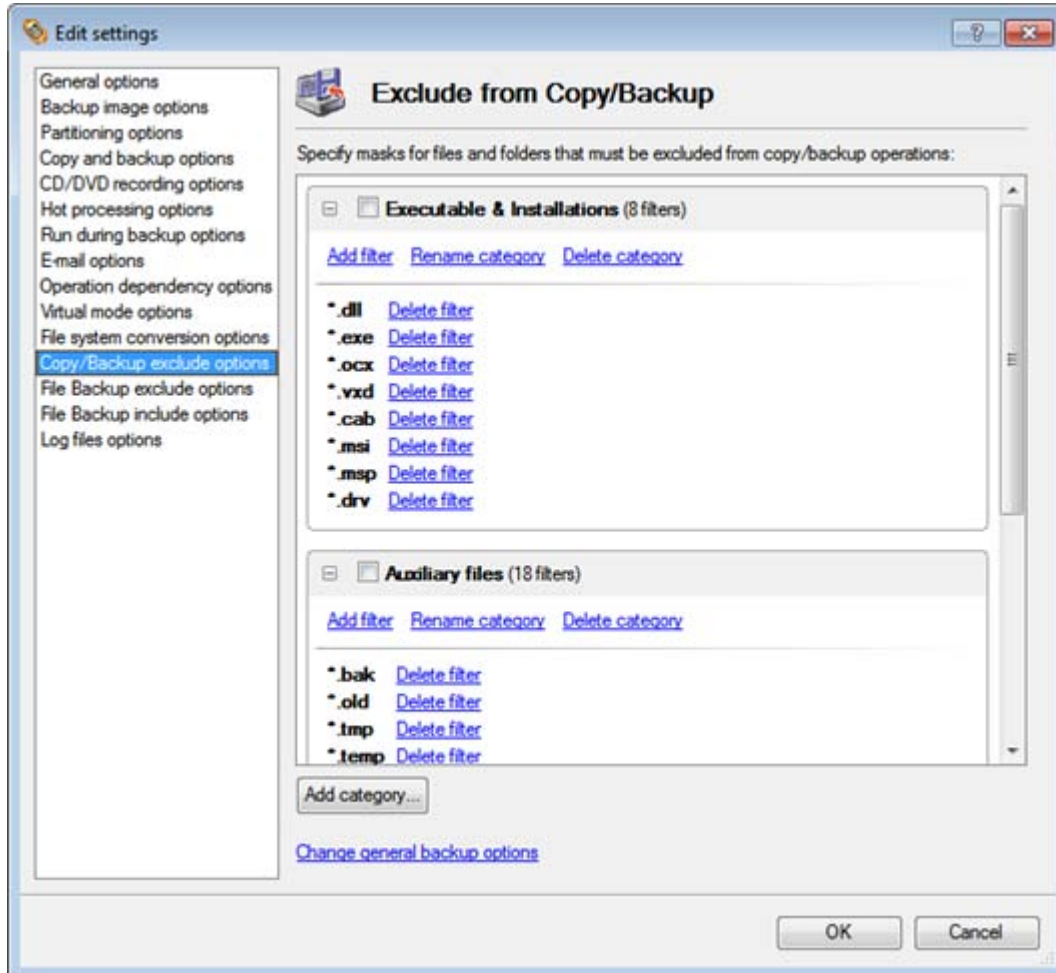 Edit settings
General options
Backup image options
Partitioning options
Copy and backup options
CD/DVD recording options
Hot processing options
Run during backup options
E-mail options
Operation dependency options
Virtual mode options
File system conversion options
Copy/Backup exclude options
File Backup exclude options
File Backup include options
Log files options
Exclude from Copy/Backup
Specify masks for files and folders that must be excluded from copy/backup operations:
Executable & Installations (8 filters)
Add filter Rename category Delete category
*.dll Delete filter
*.exe Delete filter
*.ocx Delete filter
*.vxd Delete filter
*.cab Delete filter
*.msi Delete filter
*.msp Delete filter
*.drv Delete filter
Auxiliary files (18 filters)
Add filter Rename category Delete category
*.bak Delete filter
*.old Delete filter
*.tmp Delete filter
*.temp Delete filter
Add category...
Change general backup options
OK Cancel